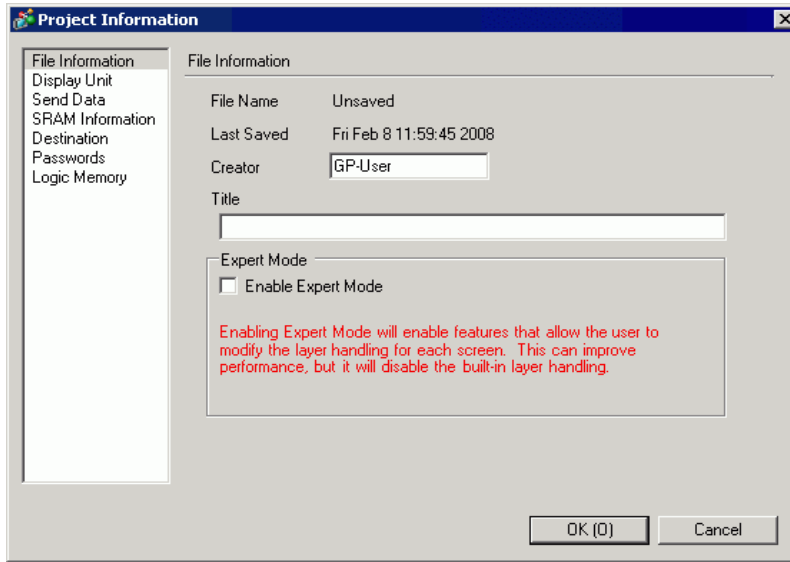 Project Information
File Information
Display Unit
Send Data
SRAM Information
Destination
Passwords
Logic Memory
File Information
File Name Unsaved
Last Saved Fri Feb 8 11:59:45 2008
Creator GP-User
Title
Expert Mode
Enable Expert Mode
Enabling Expert Mode will enable features that allow the user to
modify the layer handling for each screen. This can improve
performance, but it will disable the built-in layer handling.
OK (O) Cancel